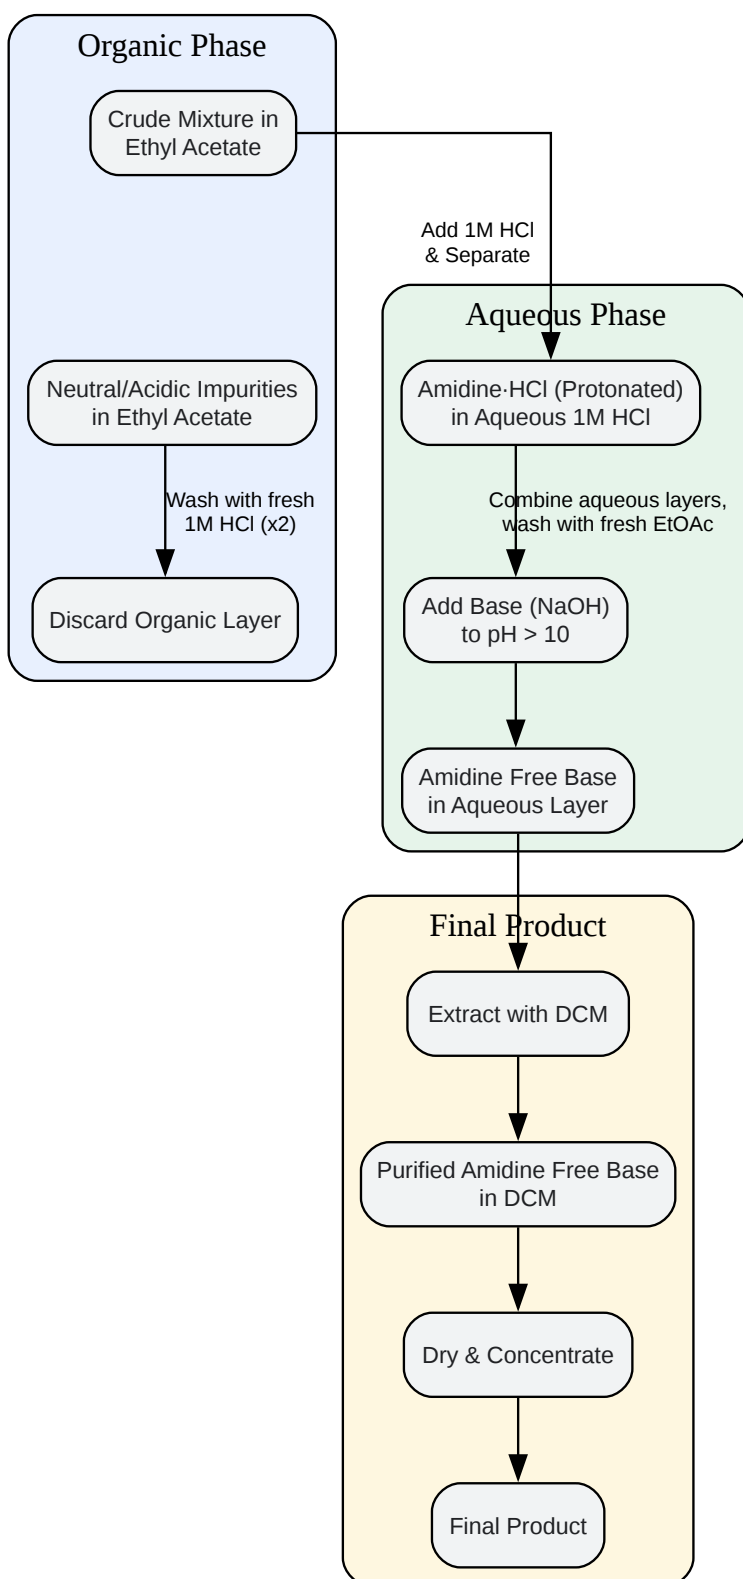 Organic Phase
Crude Mixture in
Ethyl Acetate
Add 1M HCl
& Separate
Aqueous Phase
Neutral/Acidic Impurities
in Ethyl Acetate
Amidine·HCl (Protonated)
in Aqueous 1M HCl
Wash with fresh
1M HCl (x2)
Combine aqueous layers,
wash with fresh EtOAc
Discard Organic Layer
Add Base (NaOH)
to pH > 10
Amidine Free Base
in Aqueous Layer
Final Product
Extract with DCM
Purified Amidine Free Base
in DCM
Dry & Concentrate
Final Product